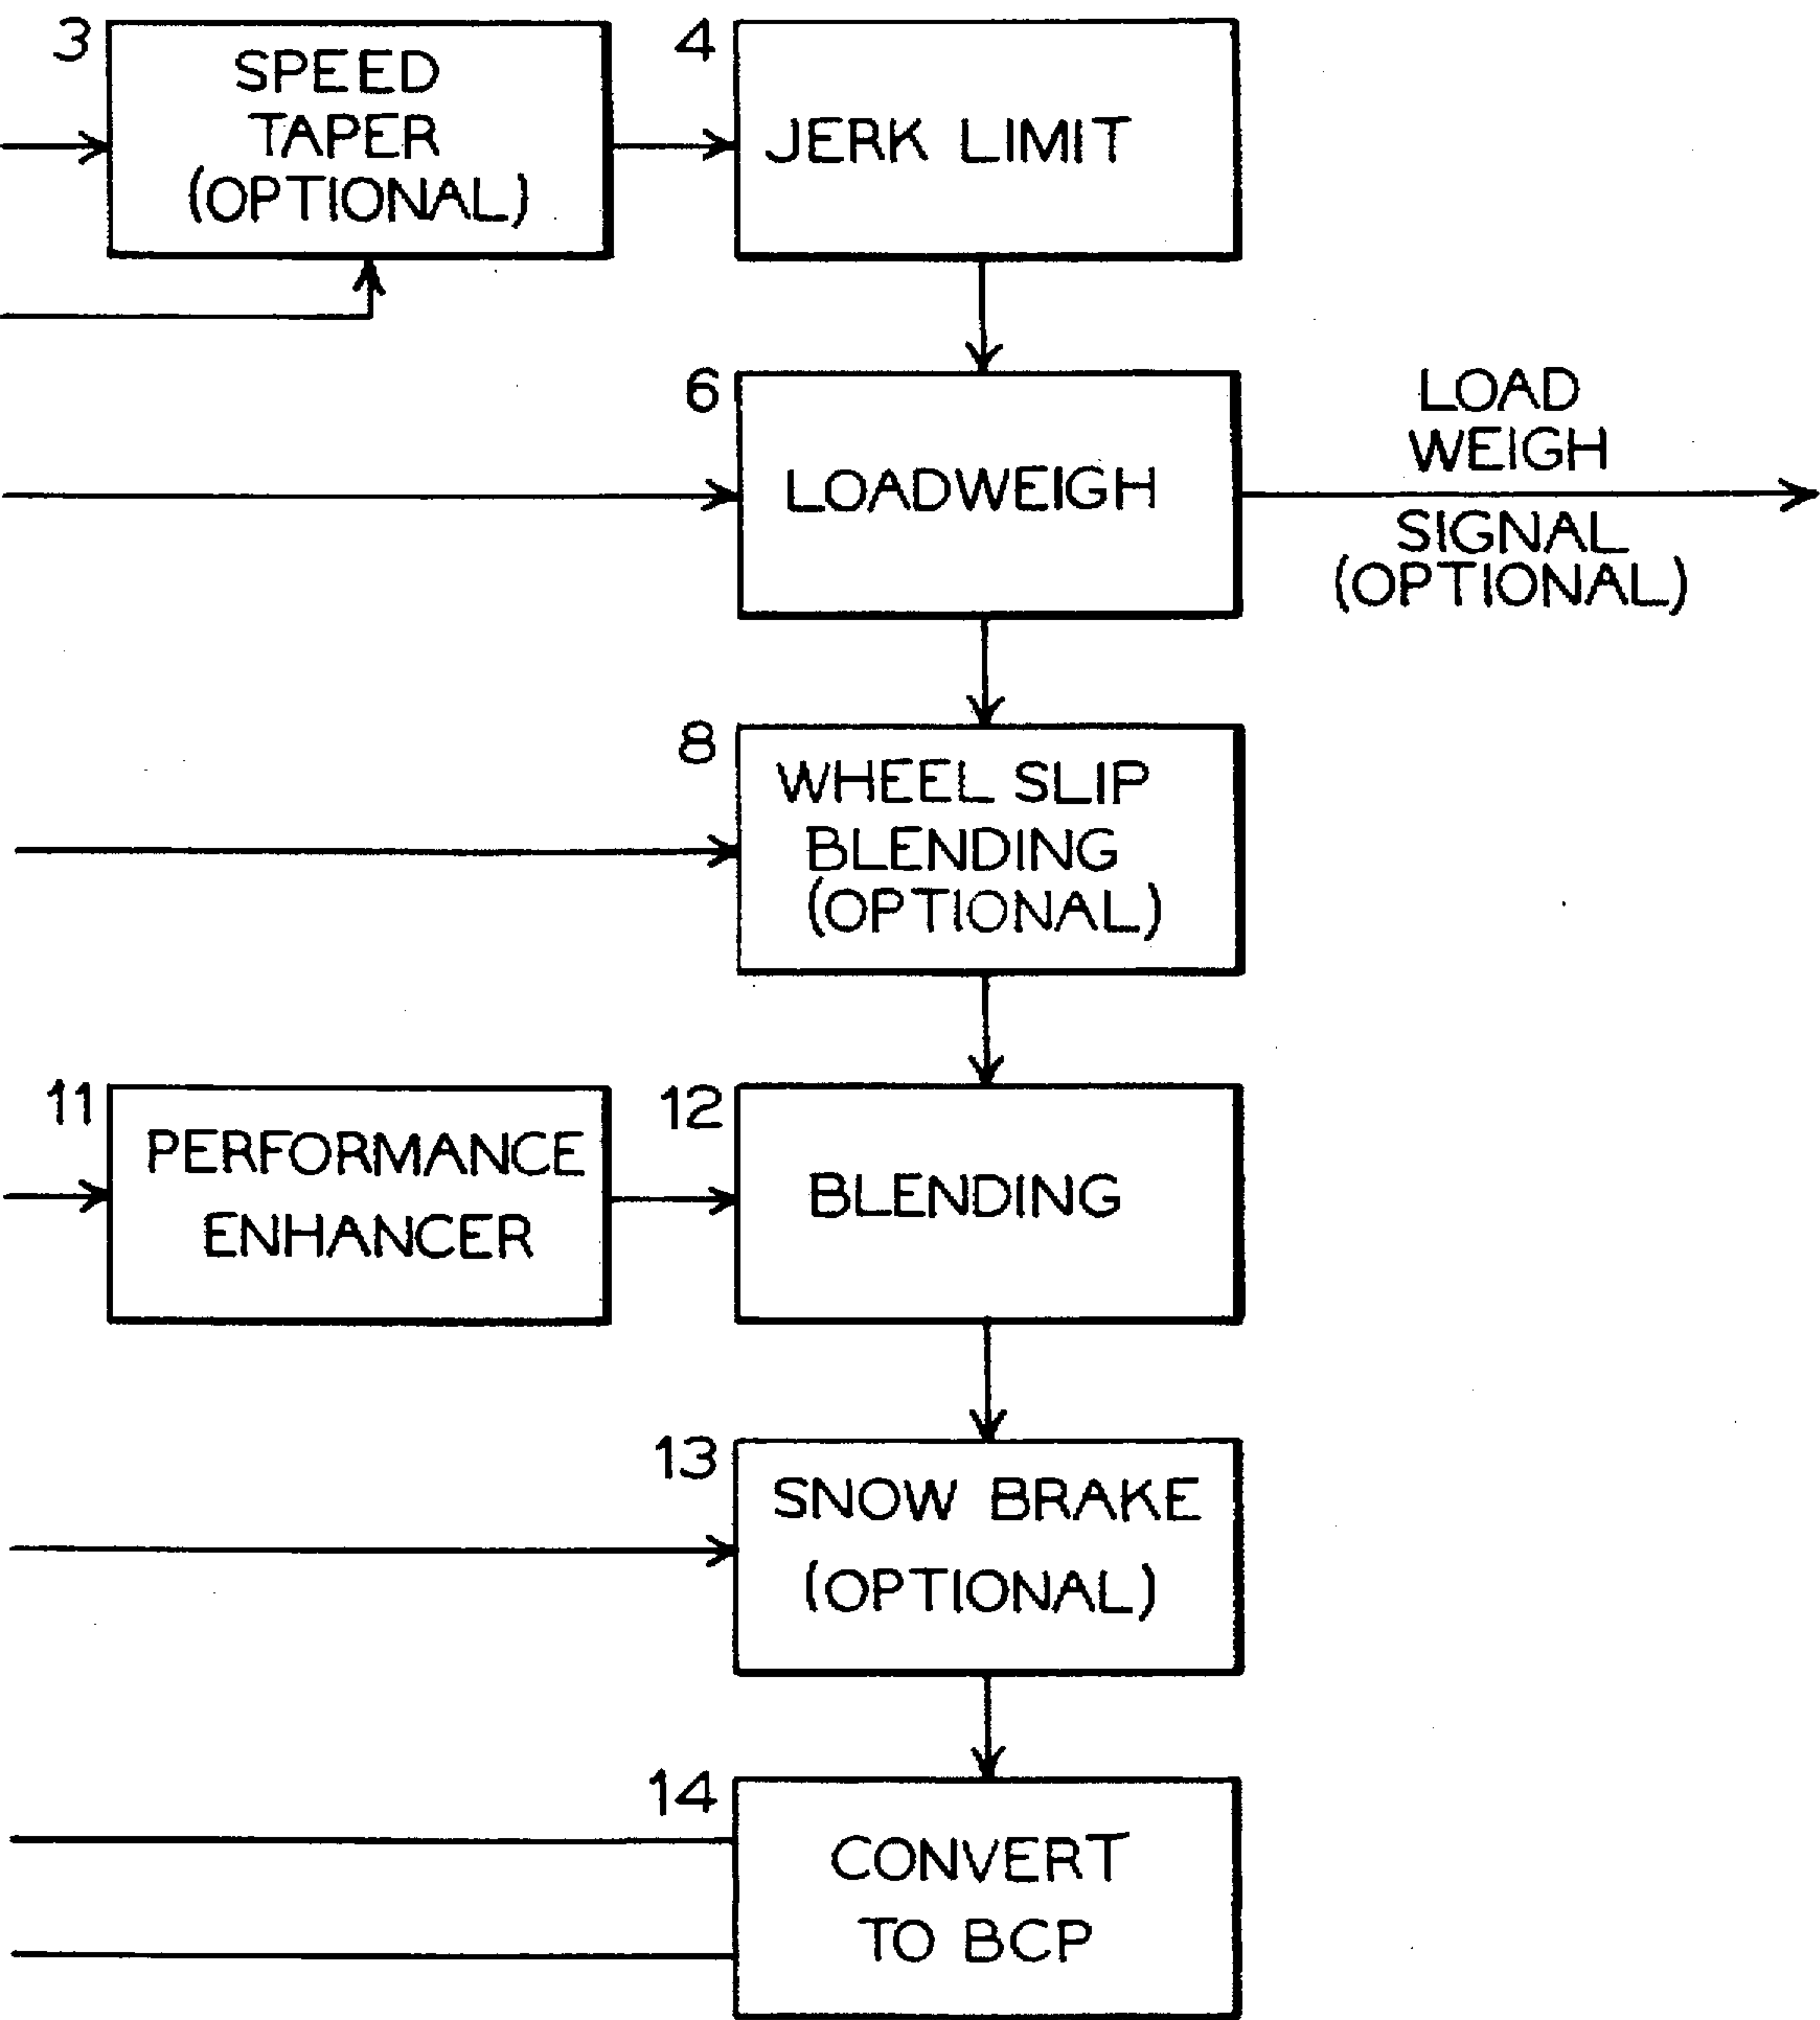 3
SPEED
TAPER
(OPTIONAL)
4
JERK LIMIT
6
LOADWEIGH
LOAD
WEIGH
SIGNAL
(OPTIONAL)
8
WHEEL SLIP
BLENDING
(OPTIONAL)
11
PERFORMANCE
ENHANCER
12
BLENDING
13
SNOW BRAKE
(OPTIONAL)
14
CONVERT
TO BCP